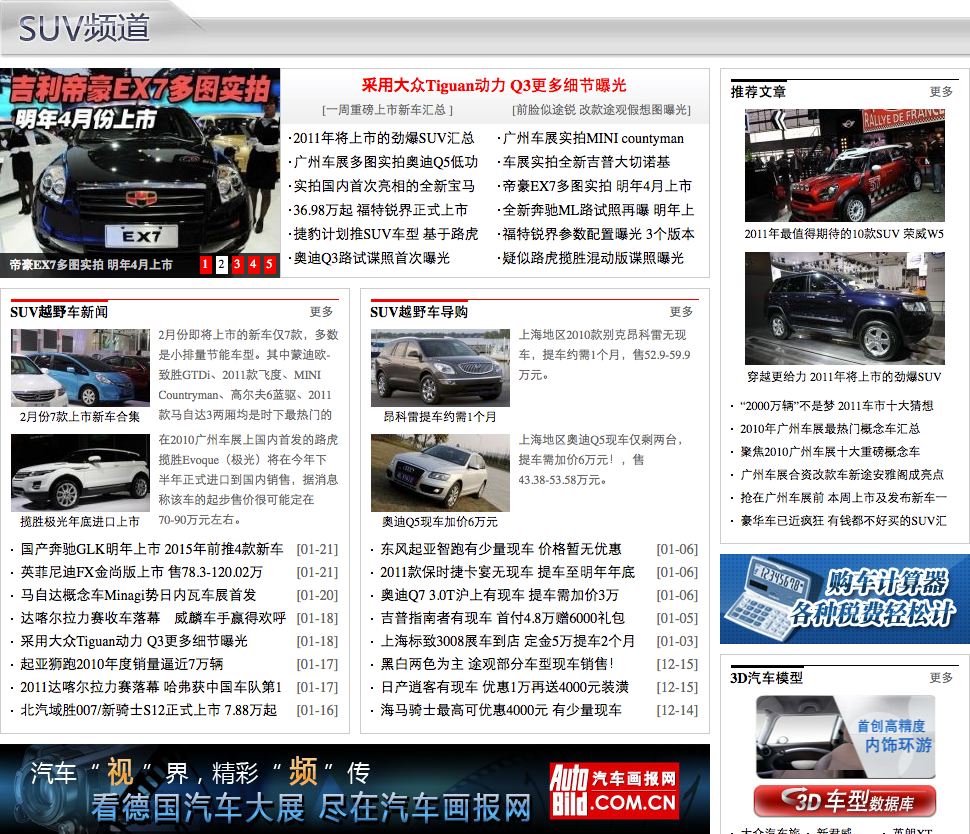 SUV频道
吉利帝豪EX7多图实拍
明年4月份上市
EX7
帝豪EX7多图实拍 明年4月上市
1 2 3 4 5
采用大众Tiguan动力 Q3更多细节曝光
[一周重磅上市新车汇总 ] [前脸似途锐 改款途观假想图曝光]
·2011年将上市的劲爆SUV汇总
·广州车展多图实拍奥迪Q5低功
·实拍国内首次亮相的全新宝马
·36.98万起 福特锐界正式上市
·捷豹计划推SUV车型 基于路虎
·奥迪Q3路试谍照首次曝光
·广州车展实拍MINI countyman
·车展实拍全新吉普大切诺基
·帝豪EX7多图实拍 明年4月上市
·全新奔驰ML路试照再曝 明年上
·福特锐界参数配置曝光 3个版本
·疑似路虎揽胜混动版谍照曝光
SUV越野车新闻 更多
2月份即将上市的新车仅7款，多数
是小排量节能车型。其中蒙迪欧-
致胜GTDi、2011款飞度、MINI
Countryman、高尔夫6蓝驱、2011
款马自达3两厢均是时下最热门的
2月份7款上市新车合集
在2010广州车展上国内首发的路虎
揽胜Evoque（极光）将在今年下
半年正式进口到国内销售，据消息
称该车的起步售价很可能定在
70-90万元左右。
揽胜极光年底进口上市
· 国产奔驰GLK明年上市 2015年前推4款新车 [01-21]
· 英菲尼迪FX金尚版上市 售78.3-120.02万 [01-21]
· 马自达概念车Minagi势日内瓦车展首发 [01-20]
· 达喀尔拉力赛收车落幕 威麟车手赢得欢呼 [01-18]
· 采用大众Tiguan动力 Q3更多细节曝光 [01-18]
· 起亚狮跑2010年度销量逼近7万辆 [01-17]
· 2011达喀尔拉力赛落幕 哈弗获中国车队第1 [01-17]
· 北汽域胜007/新骑士S12正式上市 7.88万起 [01-16]
SUV越野车导购 更多
上海地区2010款别克昂科雷无现
车，提车约需1个月，售52.9-59.9
万元。
昂科雷提车约需1个月
上海地区奥迪Q5现车仅剩两台，
提车需加价6万元！，售
43.38-53.58万元。
奥迪Q5现车加价6万元
· 东风起亚智跑有少量现车 价格暂无优惠 [01-06]
· 2011款保时捷卡宴无现车 提车至明年年底 [01-06]
· 奥迪Q7 3.0T沪上有现车 提车需加价3万 [01-06]
· 吉普指南者有现车 首付4.8万赠6000礼包 [01-05]
· 上海标致3008展车到店 定金5万提车2个月 [01-03]
· 黑白两色为主 途观部分车型现车销售！ [12-15]
· 日产逍客有现车 优惠1万再送4000元装潢 [12-15]
· 海马骑士最高可优惠4000元 有少量现车 [12-14]
汽车“视”界，精彩“频”传
看德国汽车大展 尽在汽车画报网
Auto Bild 汽车画报网
.COM.CN
推荐文章 更多
RALLYE DE FRANCE
2011年最值得期待的10款SUV 荣威W5
穿越更给力 2011年将上市的劲爆SUV
· “2000万辆”不是梦 2011车市十大猜想
· 2010年广州车展最热门概念车汇总
· 聚焦2010广州车展十大重磅概念车
· 广州车展合资改款车新途安雅阁成亮点
· 抢在广州车展前 本周上市及发布新车一
· 豪华车已近疯狂 有钱都不好买的SUV汇
购车计算器
各种税费轻松计
3D汽车模型 更多
首创高精度
内饰环游
3D车型数据库
· 大众汽车旅 · 新君威 · 英朗XT